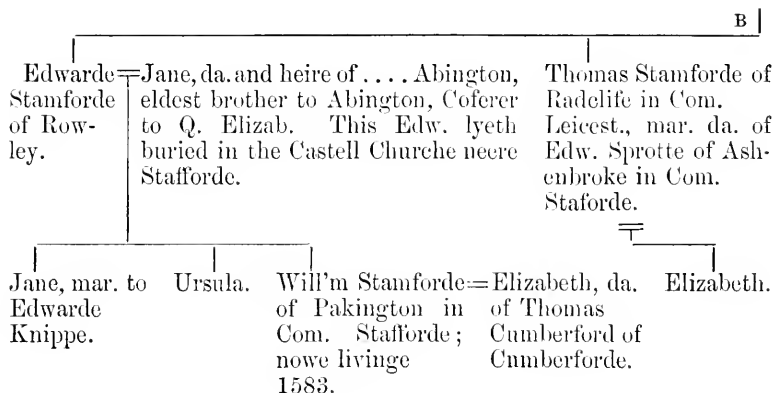 B
Edwarde=Jane, da. and heire of .... Abington,
Stamforde
of Row-
ley.
eldest brother to Abington, Coferer
to Q. Elizab. This Edw. lyeth
buried in the Castell Churche neere
Stafforde.
Thomas Stamforde of
Radclife in Com.
Leicest., mar. da. of
Edw. Sprotte of Ash-
enbroke in Com.
Staforde.
Jane, mar. to
Edwarde
Knippe.
Ursula.
Will'm Stamforde=Elizabeth, da.
of Pakington in
Com. Stafforde;
nowe livinge
1583.
of Thomas
Cumberford of
Cumberforde.
Elizabeth.